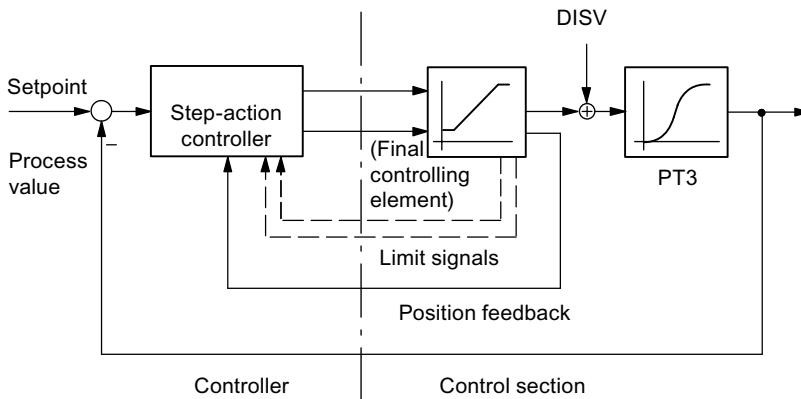 DISV
Setpoint
Step-action
controller
Process
value
–
(Final
controlling
element)
+
PT3
Limit signals
Position feedback
Controller
Control section